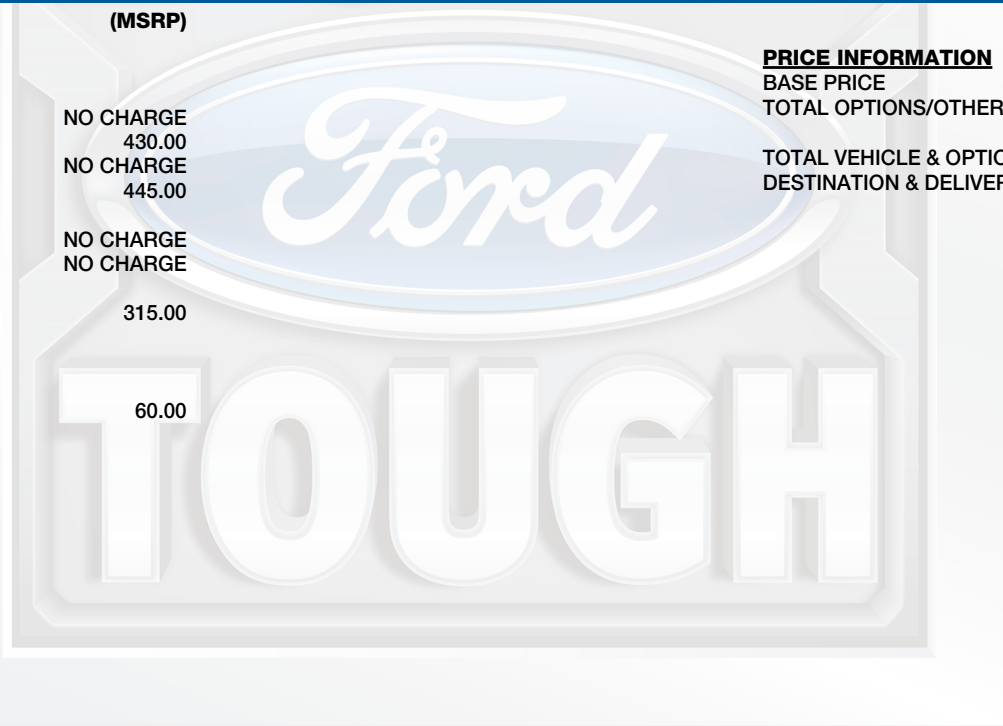 (MSRP)
NO CHARGE
430.00
NO CHARGE
445.00
NO CHARGE
NO CHARGE
315.00
60.00
PRICE INFORMATION
BASE PRICE
TOTAL OPTIONS/OTHER
TOTAL VEHICLE & OPTIO
DESTINATION & DELIVER
Ford
TOUGH